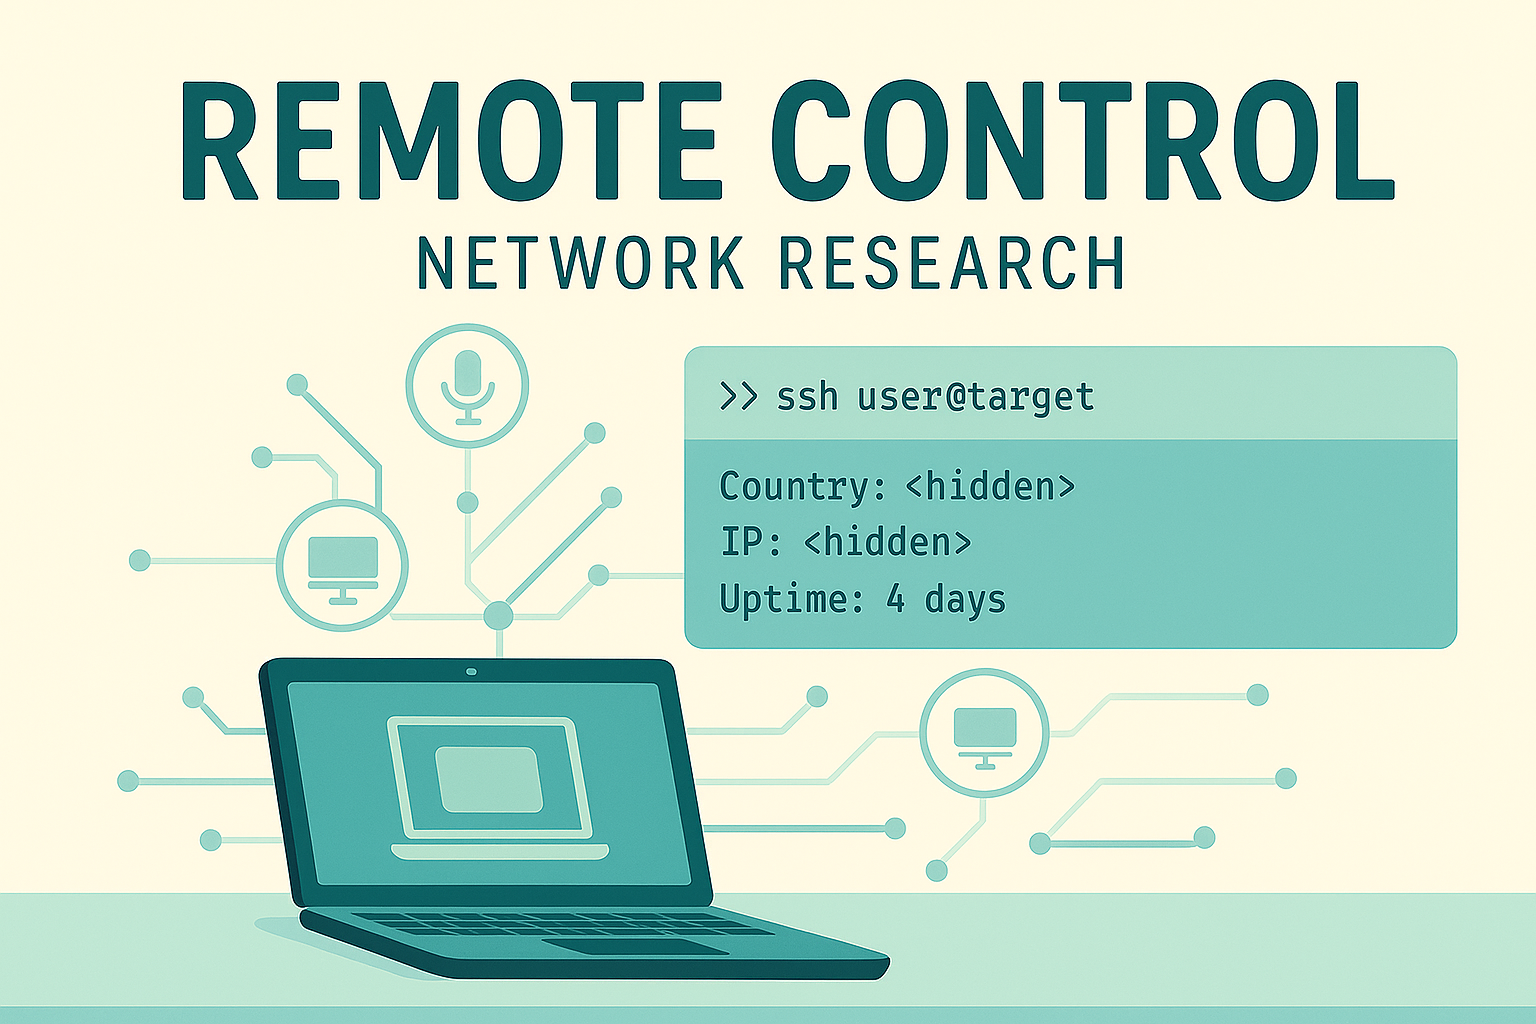 REMOTE CONTROL
NETWORK RESEARCH
>> ssh user@target
Country: <hidden>
IP: <hidden>
Uptime: 4 days